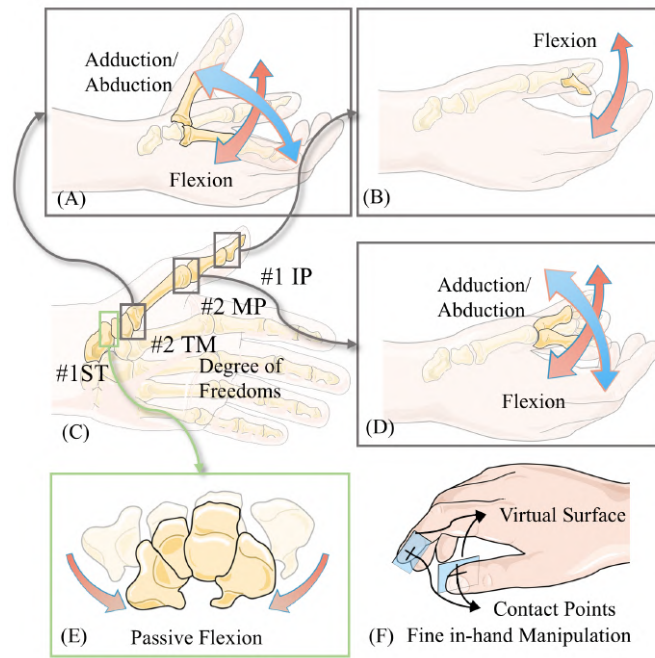 Adduction/
Abduction
Flexion
(A)
Flexion
(B)
#1 IP
#2 MP
#2 TM
#1ST
Degree of
Freedoms
(C)
Adduction/
Abduction
Flexion
(D)
Passive Flexion
(E)
Virtual Surface
Contact Points
(F)
Fine in-hand Manipulation